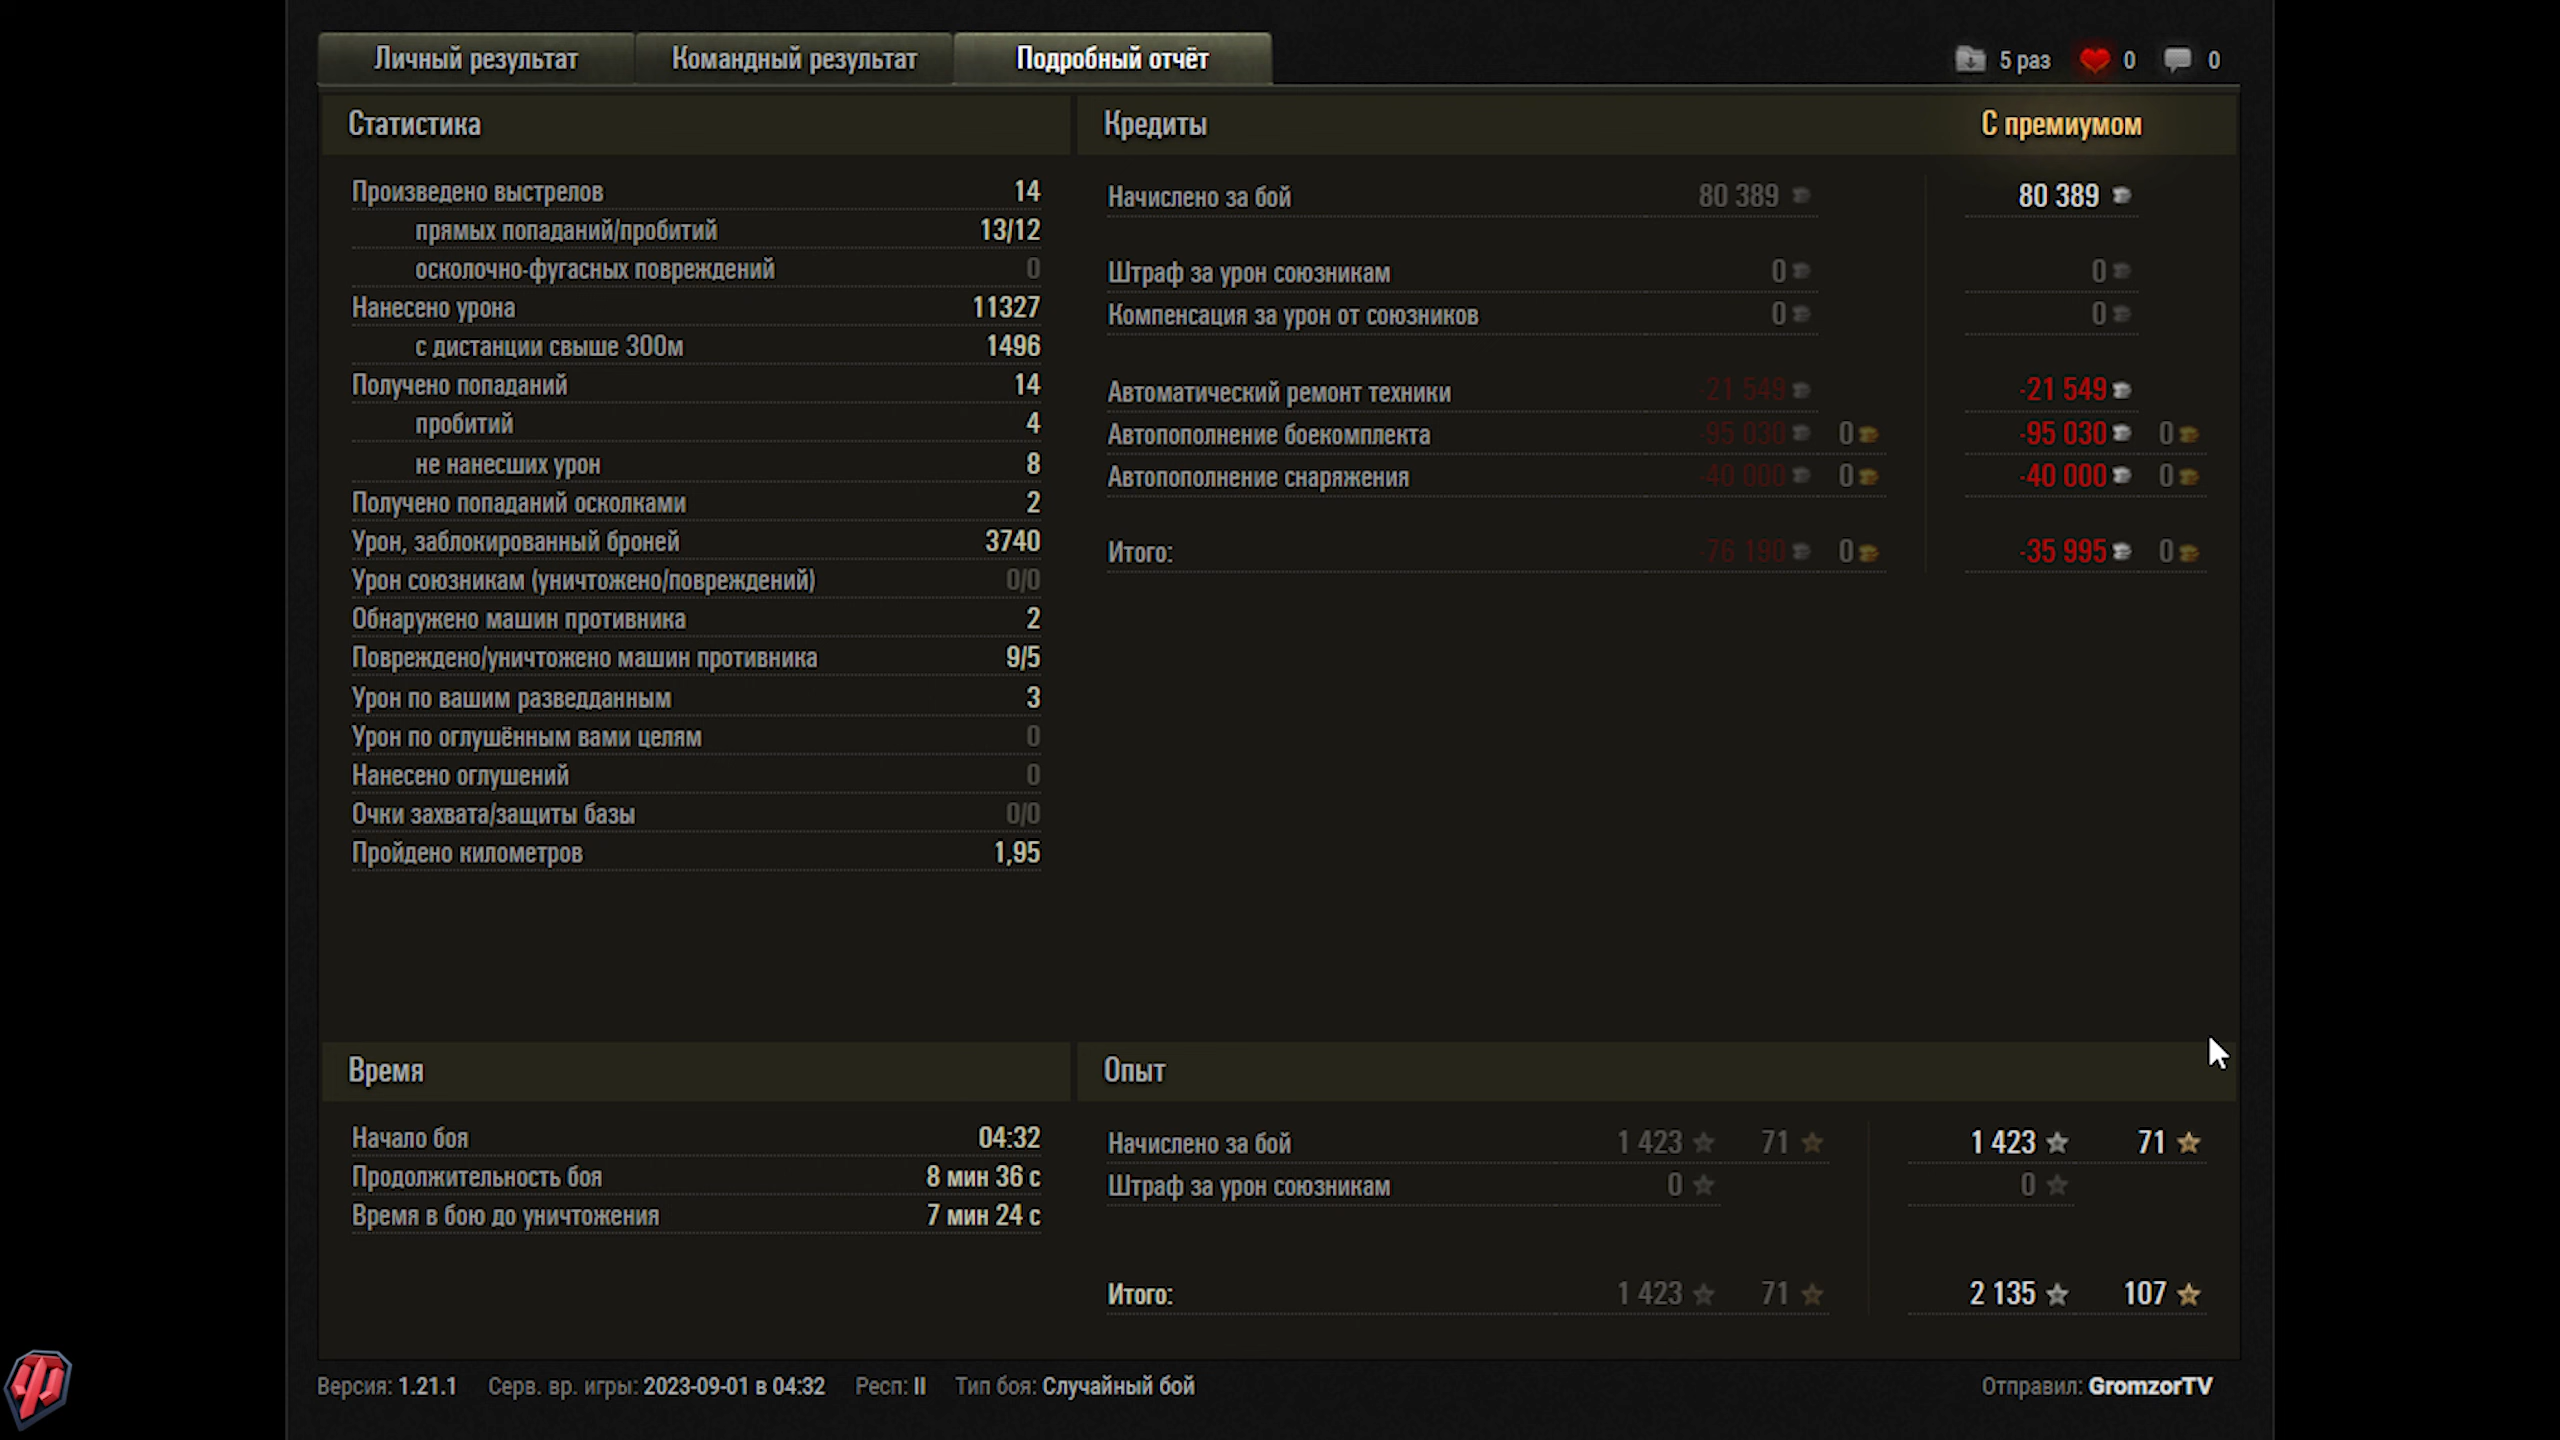 Личный результат Командный результат Подробный отчёт 5 раз 0 0
Статистика
Произведено выстрелов 14
прямых попаданий/пробитий 13/12
осколочно-фугасных повреждений 0
Нанесено урона 11327
с дистанции свыше 300м 1496
Получено попаданий 14
пробитий 4
не нанесших урон 8
Получено попаданий осколками 2
Урон, заблокированный броней 3740
Урон союзникам (уничтожено/повреждений) 0/0
Обнаружено машин противника 2
Повреждено/уничтожено машин противника 9/5
Урон по вашим разведданным 3
Урон по оглушённым вами целям 0
Нанесено оглушений 0
Очки захвата/защиты базы 0/0
Пройдено километров 1,95
Кредиты С премиумом
Начислено за бой 80 389 80 389
Штраф за урон союзникам 0 0
Компенсация за урон от союзников 0 0
Автоматический ремонт техники -21 549 -21 549
Автопополнение боекомплекта -95 030 0 -95 030 0
Автопополнение снаряжения -40 000 0 -40 000 0
Итого: -76 190 0 -35 995 0
Время
Начало боя 04:32
Продолжительность боя 8 мин 36 с
Время в бою до уничтожения 7 мин 24 с
Опыт
Начислено за бой 1 423 71 1 423 71
Штраф за урон союзникам 0 0
Итого: 1 423 71 2 135 107
Версия: 1.21.1 Серв. вр. игры: 2023-09-01 в 04:32 Респ: II Тип боя: Случайный бой Отправил: GromzorTV